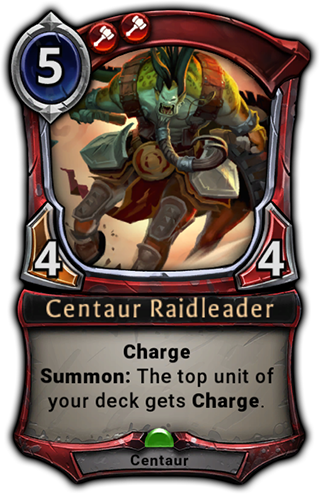 5
4
4
Centaur Raidleader
Charge
Summon: The top unit of
your deck gets Charge.
Centaur